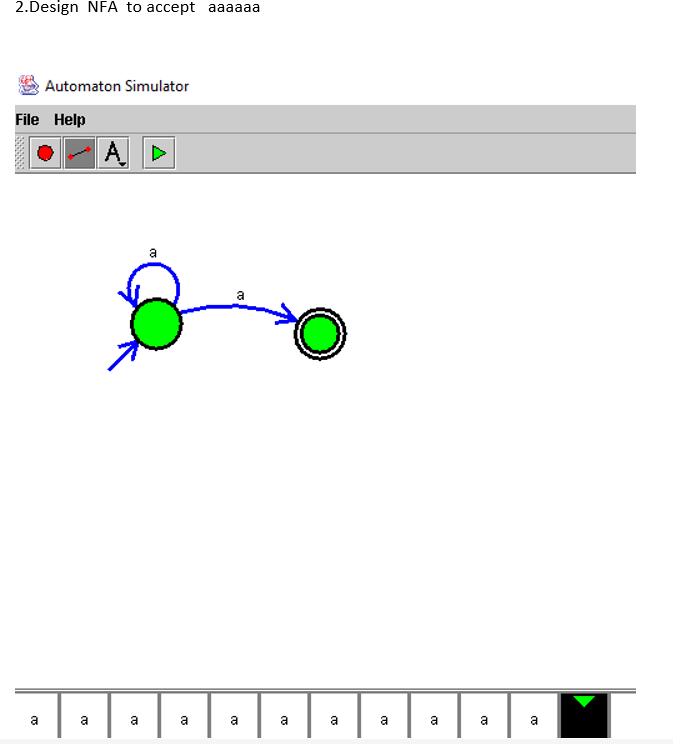 2.Design NFA to accept aaaaaa
Automaton Simulator
File Help
A
a
a
a a a a a a a a a a a